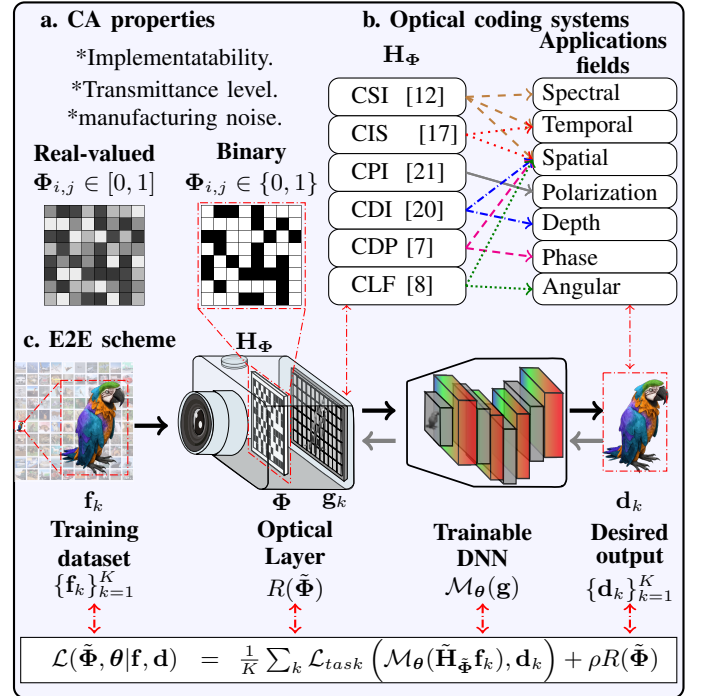 a. CA properties
*Implementatability.
*Transmittance level.
*manufacturing noise.
Real-valued
Φ_{i,j} ∈ [0, 1]
Binary
Φ_{i,j} ∈ {0, 1}
b. Optical coding systems
H_Φ
Applications
fields
CSI [12]
CIS [17]
CPI [21]
CDI [20]
CDP [7]
CLF [8]
Spectral
Temporal
Spatial
Polarization
Depth
Phase
Angular
c. E2E scheme
H_Φ
Φ
g_k
f_k
Training
dataset
{f_k}_{k=1}^K
Optical
Layer
R(Φ̃)
Trainable
DNN
M_θ(g)
d_k
Desired
output
{d_k}_{k=1}^K
L(Φ̃, θ|f, d) = 1/K ∑_k L_{task} (M_θ(H̃_Φ̃ f_k), d_k) + ρR(Φ̃)